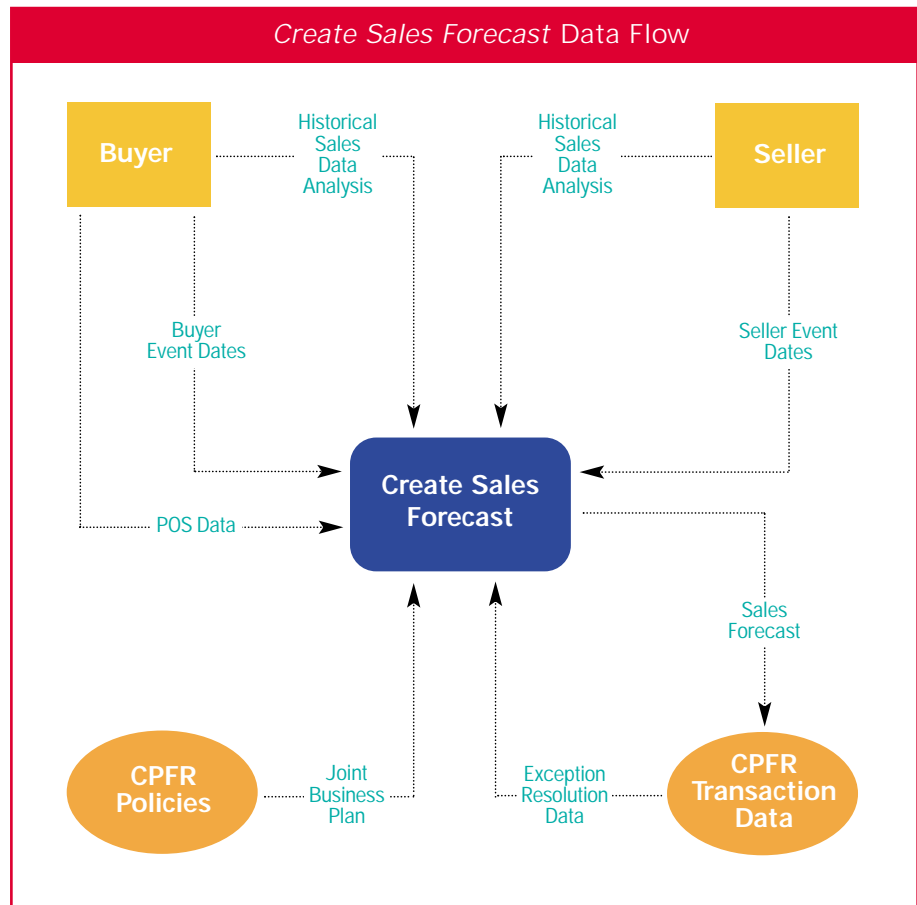 Create Sales Forecast Data Flow
Buyer
Historical
Sales
Data
Analysis
Historical
Sales
Data
Analysis
Seller
Buyer
Event Dates
Seller Event
Dates
Create Sales
Forecast
POS Data
Sales
Forecast
CPFR
Policies
Joint
Business
Plan
Exception
Resolution
Data
CPFR
Transaction
Data